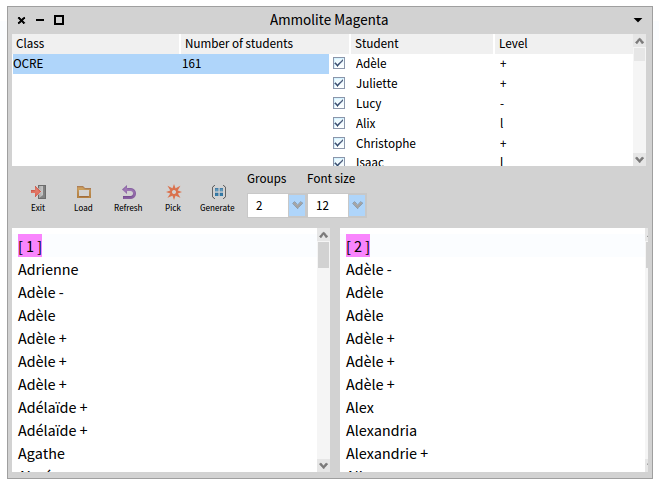 Ammolite Magenta
Class Number of students Student Level
OCRE 161
Adèle +
Juliette +
Lucy -
Alix l
Christophe +
Isaac l
Groups Font size
2 12
Exit Load Refresh Pick Generate
[ 1 ]
Adrienne
Adèle -
Adèle
Adèle +
Adèle +
Adèle +
Adélaïde +
Adélaïde +
Agathe
[ 2 ]
Adèle -
Adèle
Adèle
Adèle +
Adèle +
Adèle +
Alex
Alexandria
Alexandrie +